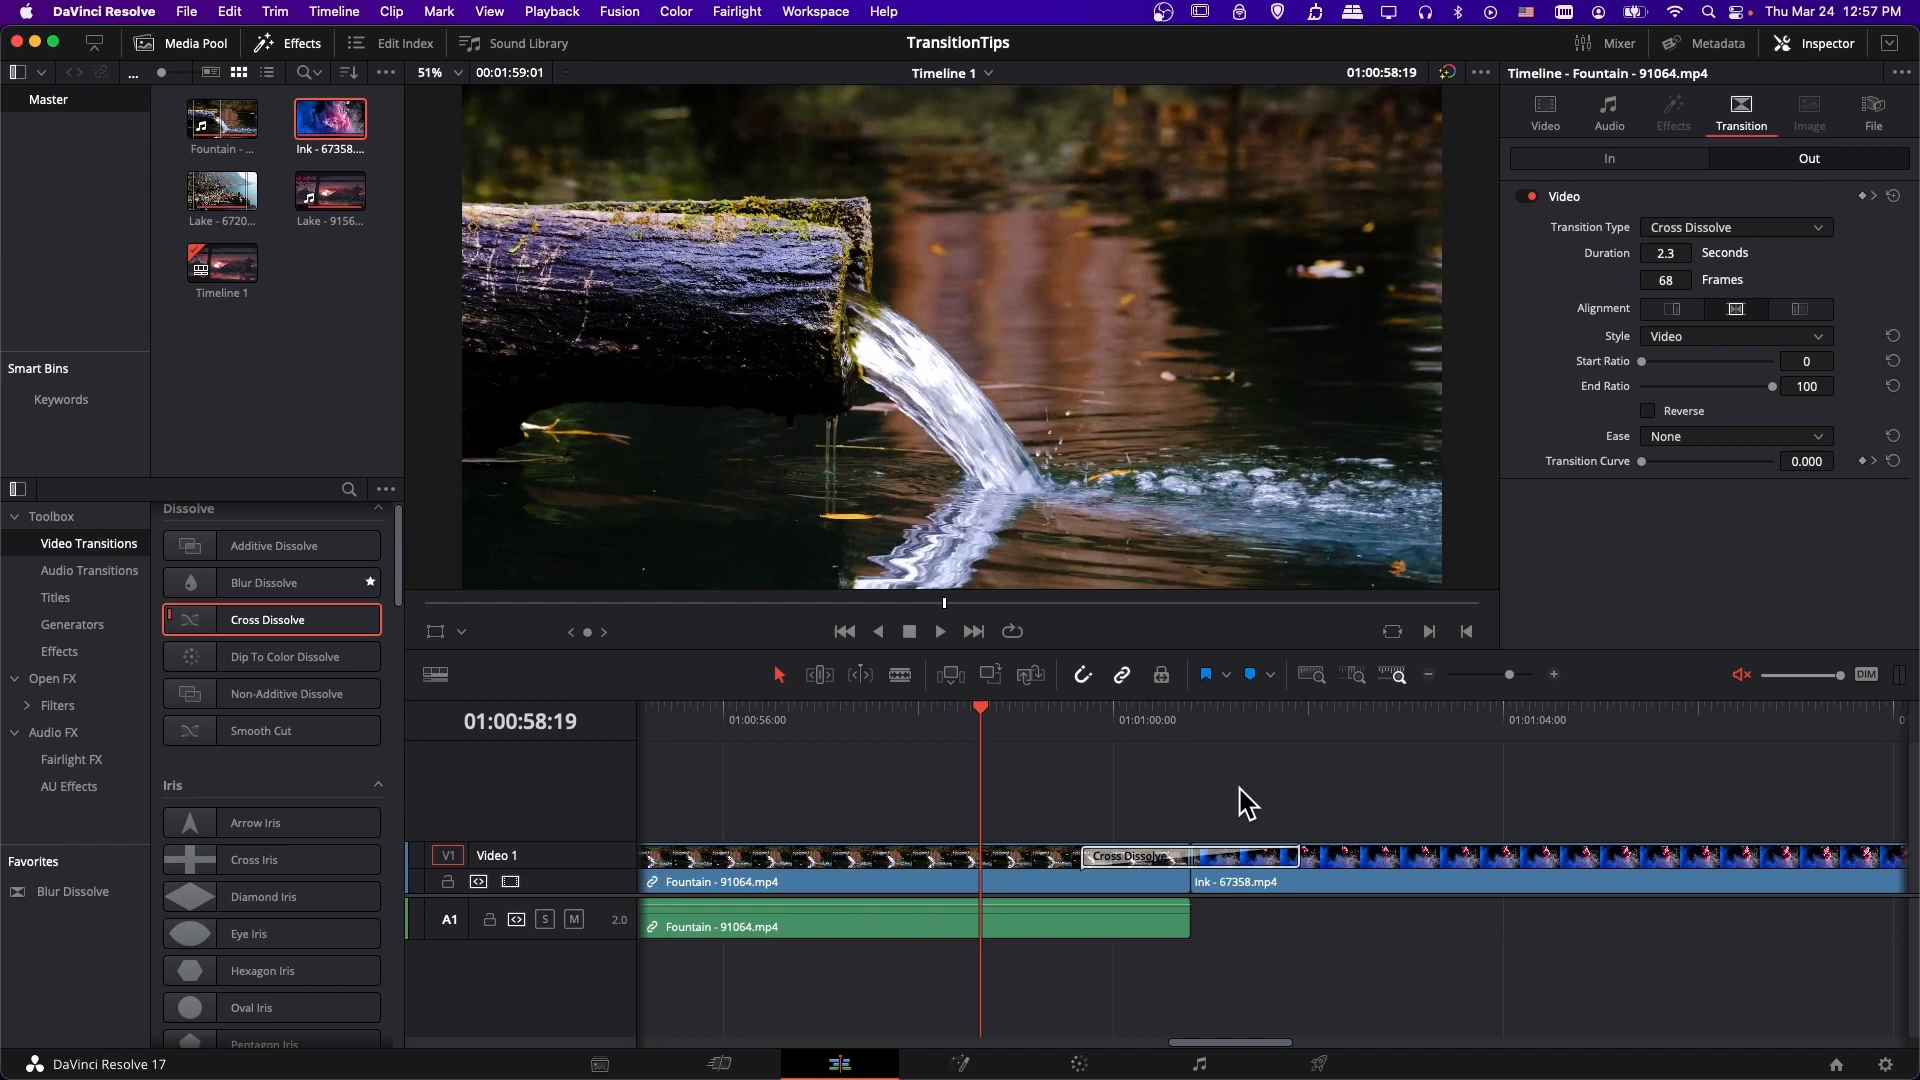 DaVinci Resolve File Edit Trim Timeline Clip Mark View Playback Fusion Color Fairlight Workspace Help Thu Mar 24 12:57 PM
Media Pool Effects Edit Index Sound Library TransitionTips Mixer Metadata Inspector
51% 00:01:59:01 Timeline 1 01:00:58:19 Timeline - Fountain - 91064.mp4
Master
Fountain - ... Ink - 67358....
Lake - 6720... Lake - 9156...
Timeline 1
Smart Bins
Keywords
Video Audio Effects Transition Image File
In Out
Video
Transition Type Cross Dissolve
Duration 2.3 Seconds
68 Frames
Alignment
Style Video
Start Ratio 0
End Ratio 100
Reverse
Ease None
Transition Curve 0.000
Toolbox
Video Transitions
Audio Transitions
Titles
Generators
Effects
Open FX
Filters
Audio FX
Fairlight FX
AU Effects
Favorites
Blur Dissolve
Dissolve
Additive Dissolve
Blur Dissolve
Cross Dissolve
Dip To Color Dissolve
Non-Additive Dissolve
Smooth Cut
Iris
Arrow Iris
Cross Iris
Diamond Iris
Eye Iris
Hexagon Iris
Oval Iris
Pentagon Iris
DIM
01:00:58:19 01:00:56:00 01:01:00:00 01:01:04:00
V1 Video 1 Cross Dissolve
Fountain - 91064.mp4 Ink - 67358.mp4
A1 S M 2.0 Fountain - 91064.mp4
DaVinci Resolve 17